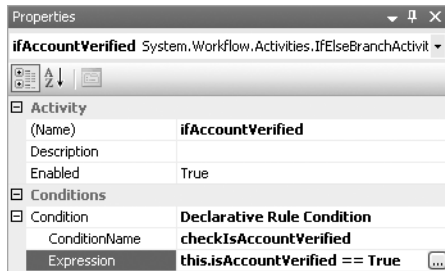 Properties
ifAccountVerified System.Workflow.Activities.IfElseBranchActivit
Activity
(Name) ifAccountVerified
Description
Enabled True
Conditions
Condition Declarative Rule Condition
ConditionName checkIsAccountVerified
Expression this.isAccountVerified == True ...